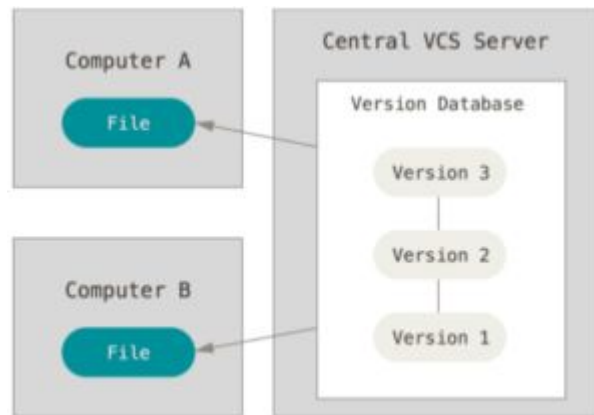 Computer A
File
Computer B
File
Central VCS Server
Version Database
Version 3
Version 2
Version 1